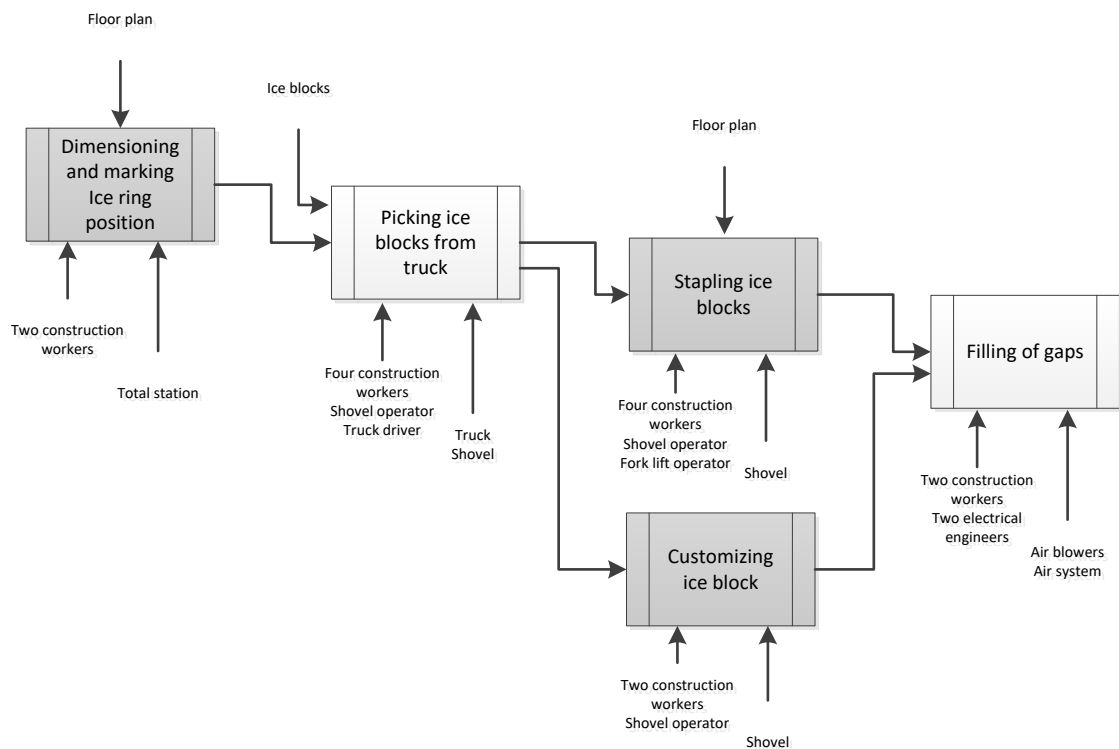 Floor plan
Dimensioning
and marking
Ice ring
position
Two construction
workers
Total station
Ice blocks
Picking ice
blocks from
truck
Four construction
workers
Shovel operator
Truck driver
Truck
Shovel
Floor plan
Stapling ice
blocks
Four construction
workers
Shovel operator
Fork lift operator
Shovel
Customizing
ice block
Two construction
workers
Shovel operator
Shovel
Filling of gaps
Two construction
workers
Two electrical
engineers
Air blowers
Air system